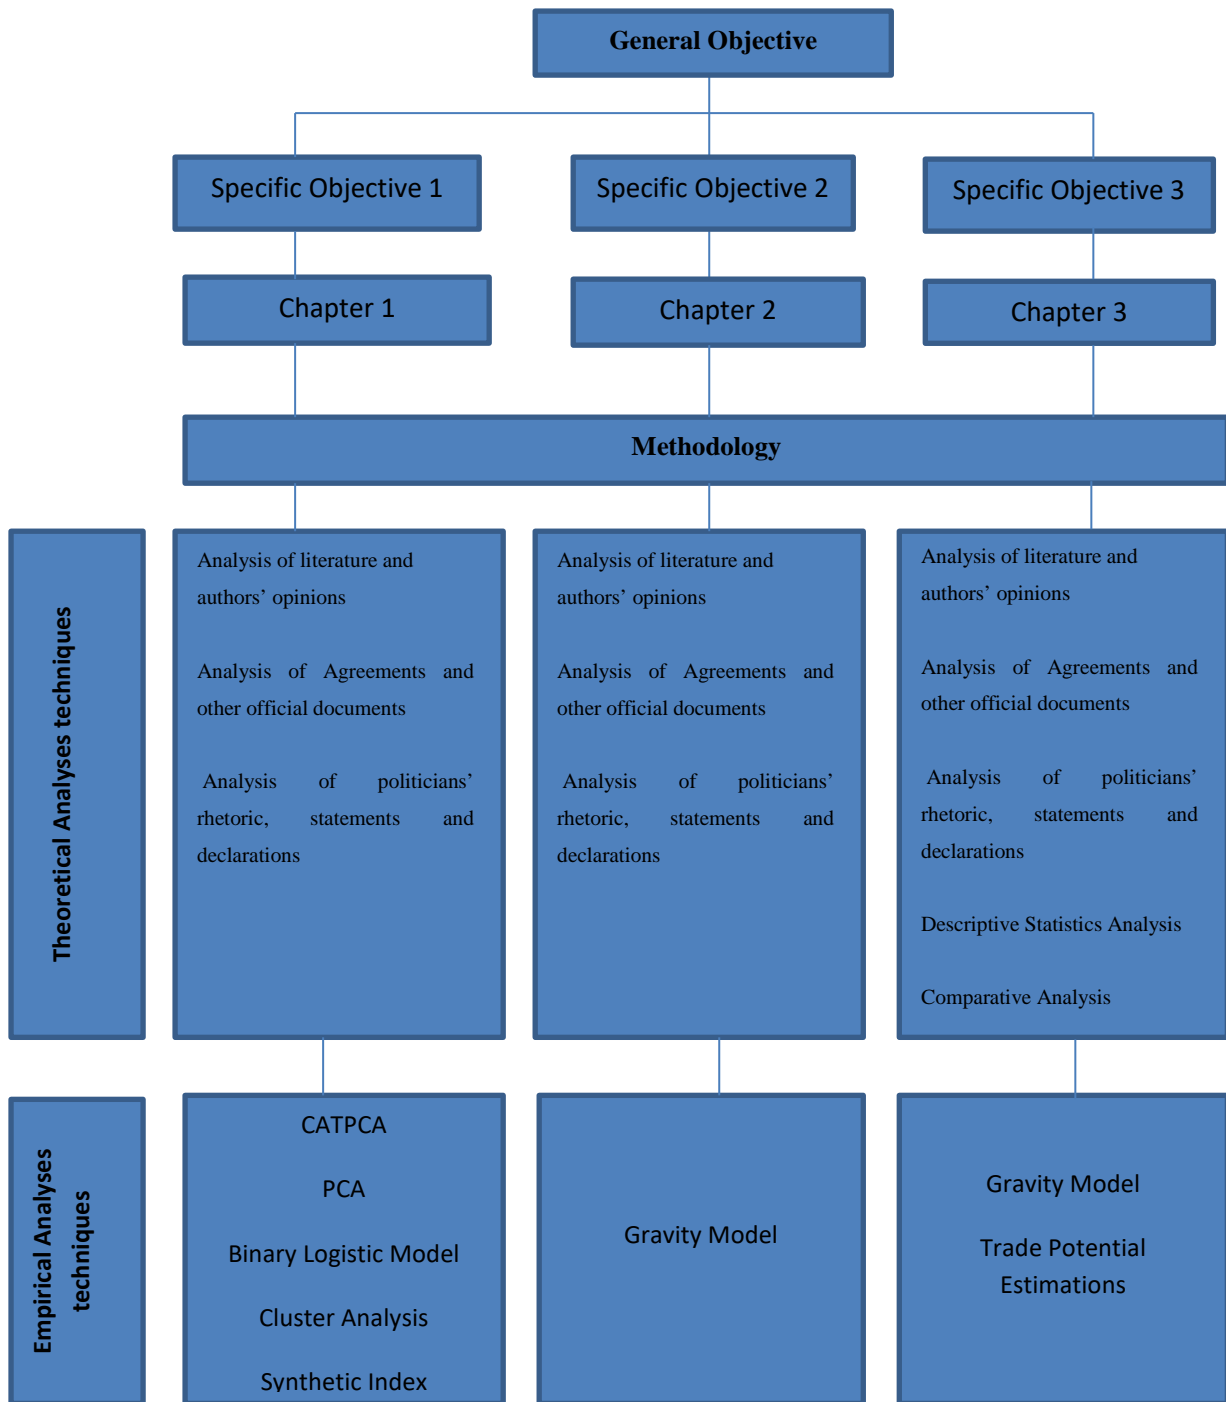 General Objective
Specific Objective 1
Specific Objective 2
Specific Objective 3
Chapter 1
Chapter 2
Chapter 3
Methodology
Theoretical Analyses techniques
Analysis of literature and
authors’ opinions
Analysis of Agreements and
other official documents
Analysis of politicians’
rhetoric, statements and
declarations
Analysis of literature and
authors’ opinions
Analysis of Agreements and
other official documents
Analysis of politicians’
rhetoric, statements and
declarations
Analysis of literature and
authors’ opinions
Analysis of Agreements and
other official documents
Analysis of politicians’
rhetoric, statements and
declarations
Descriptive Statistics Analysis
Comparative Analysis
Empirical Analyses
techniques
CATPCA
PCA
Binary Logistic Model
Cluster Analysis
Synthetic Index
Gravity Model
Gravity Model
Trade Potential
Estimations